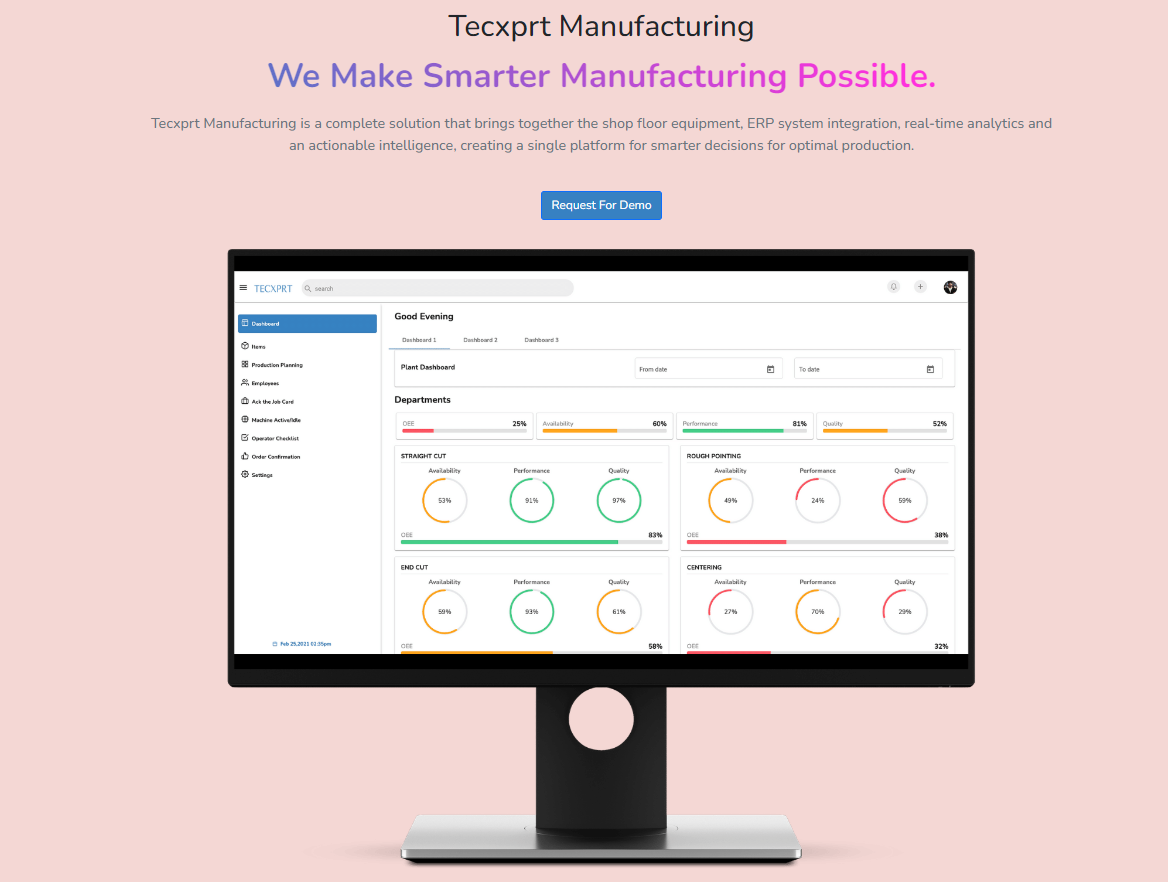 Tecxprt Manufacturing
We Make Smarter Manufacturing Possible.
Tecxprt Manufacturing is a complete solution that brings together the shop floor equipment, ERP system integration, real-time analytics and
an actionable intelligence, creating a single platform for smarter decisions for optimal production.
Request For Demo
TECXPRT
search
Dashboard
Items
Production Planning
Employees
Ack the Job Card
Machine Active/Idle
Operator Checklist
Order Confirmation
Settings
Feb 25,2021 01:35pm
Good Evening
Dashboard 1 Dashboard 2 Dashboard 3
Plant Dashboard From date To date
Departments
OEE 25% Availability 60% Performance 81% Quality 52%
STRAIGHT CUT
Availability Performance Quality
53% 91% 97%
OEE 83%
ROUGH POINTING
Availability Performance Quality
49% 24% 59%
OEE 38%
END CUT
Availability Performance Quality
59% 93% 61%
OEE 58%
CENTERING
Availability Performance Quality
27% 70% 29%
OEE 32%